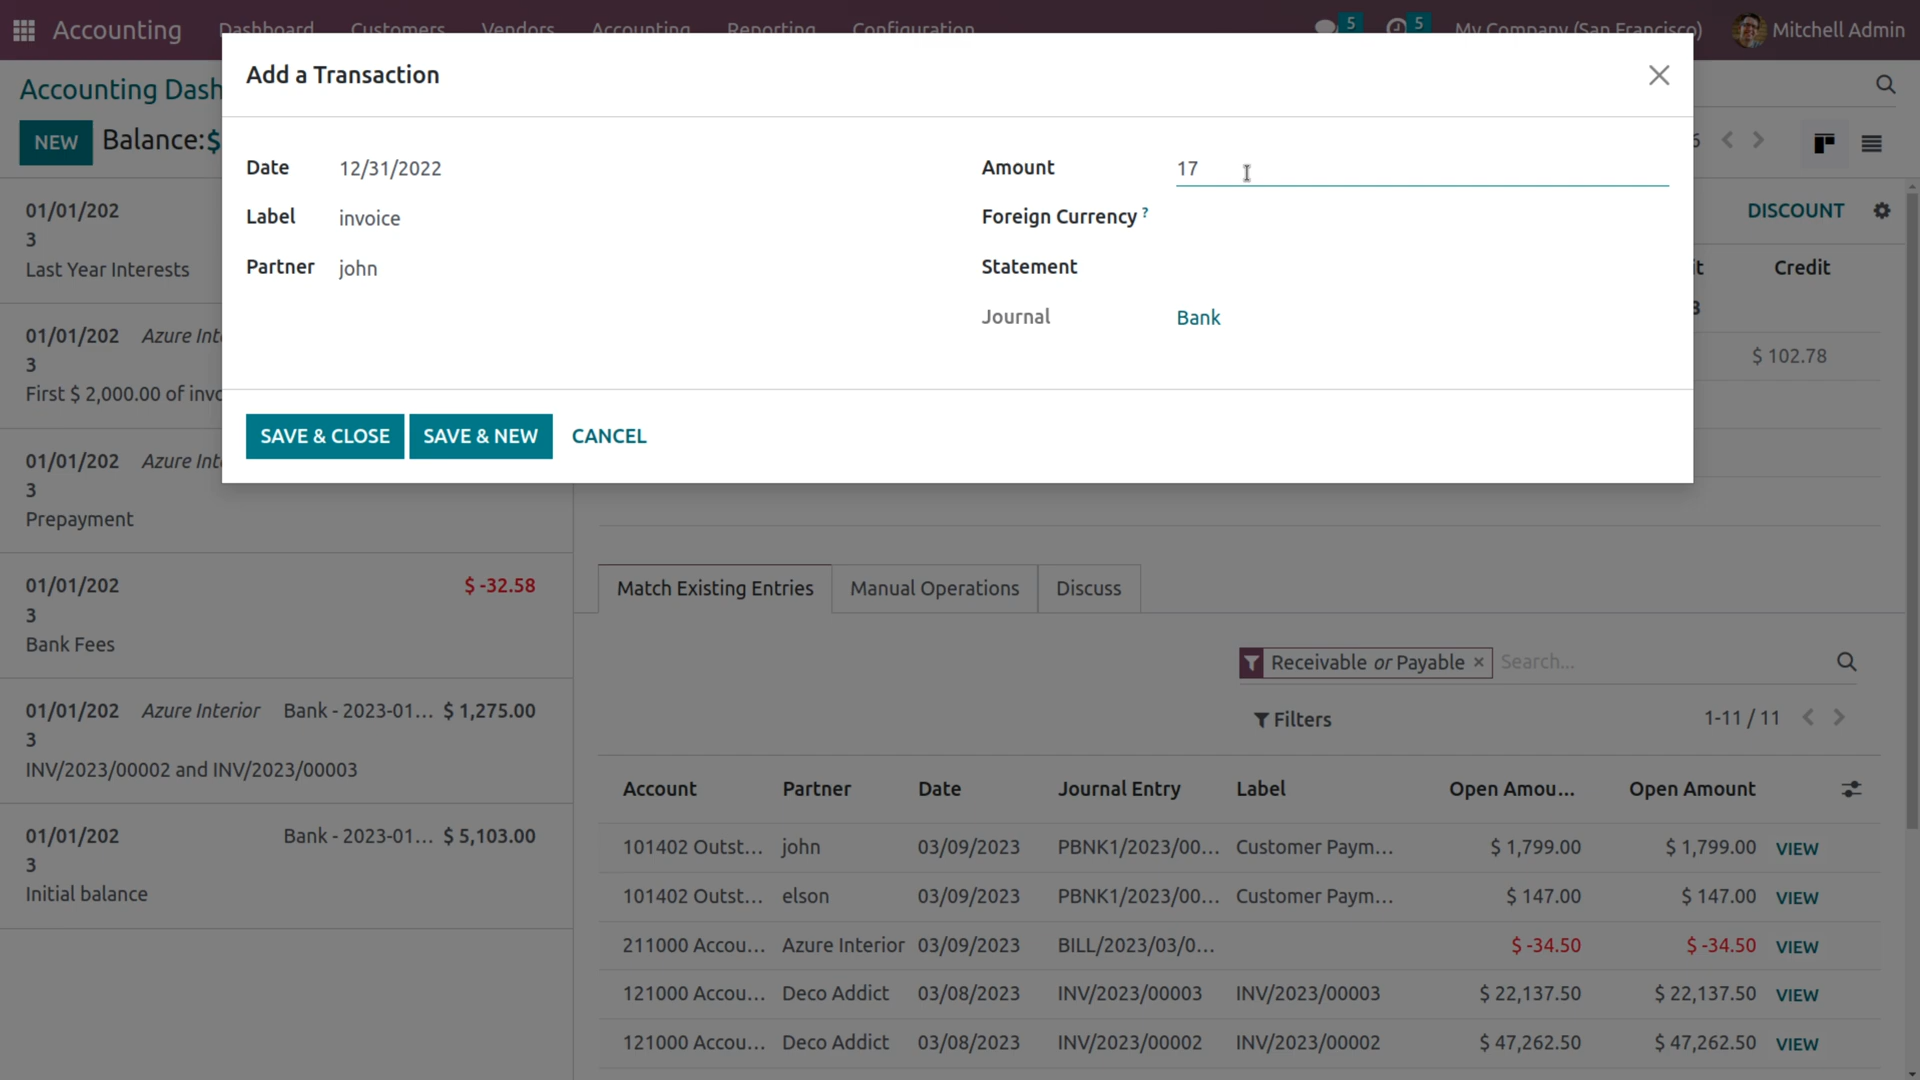 Accounting Dashboard Customers Vendors Accounting Reporting Configuration 5 5 My Company (San Francisco) Mitchell Admin
Accounting Dash
NEW Balance:$
Add a Transaction
Date 12/31/2022
Label invoice
Partner john
Amount 17
Foreign Currency ?
Statement
Journal Bank
SAVE & CLOSE SAVE & NEW CANCEL
01/01/202
3
Last Year Interests
01/01/202 Azure Int
3
First $ 2,000.00 of invo
01/01/202 Azure Int
3
Prepayment
01/01/202 $ -32.58
3
Bank Fees
01/01/202 Azure Interior Bank - 2023-01... $ 1,275.00
3
INV/2023/00002 and INV/2023/00003
01/01/202 Bank - 2023-01... $ 5,103.00
3
Initial balance
DISCOUNT
Credit
$ 102.78
Match Existing Entries Manual Operations Discuss
Receivable or Payable × Search...
Filters 1-11 / 11
Account Partner Date Journal Entry Label Open Amou... Open Amount
101402 Outst... john 03/09/2023 PBNK1/2023/00... Customer Paym... $ 1,799.00 $ 1,799.00 VIEW
101402 Outst... elson 03/09/2023 PBNK1/2023/00... Customer Paym... $ 147.00 $ 147.00 VIEW
211000 Accou... Azure Interior 03/09/2023 BILL/2023/03/0... $ -34.50 $ -34.50 VIEW
121000 Accou... Deco Addict 03/08/2023 INV/2023/00003 INV/2023/00003 $ 22,137.50 $ 22,137.50 VIEW
121000 Accou... Deco Addict 03/08/2023 INV/2023/00002 INV/2023/00002 $ 47,262.50 $ 47,262.50 VIEW